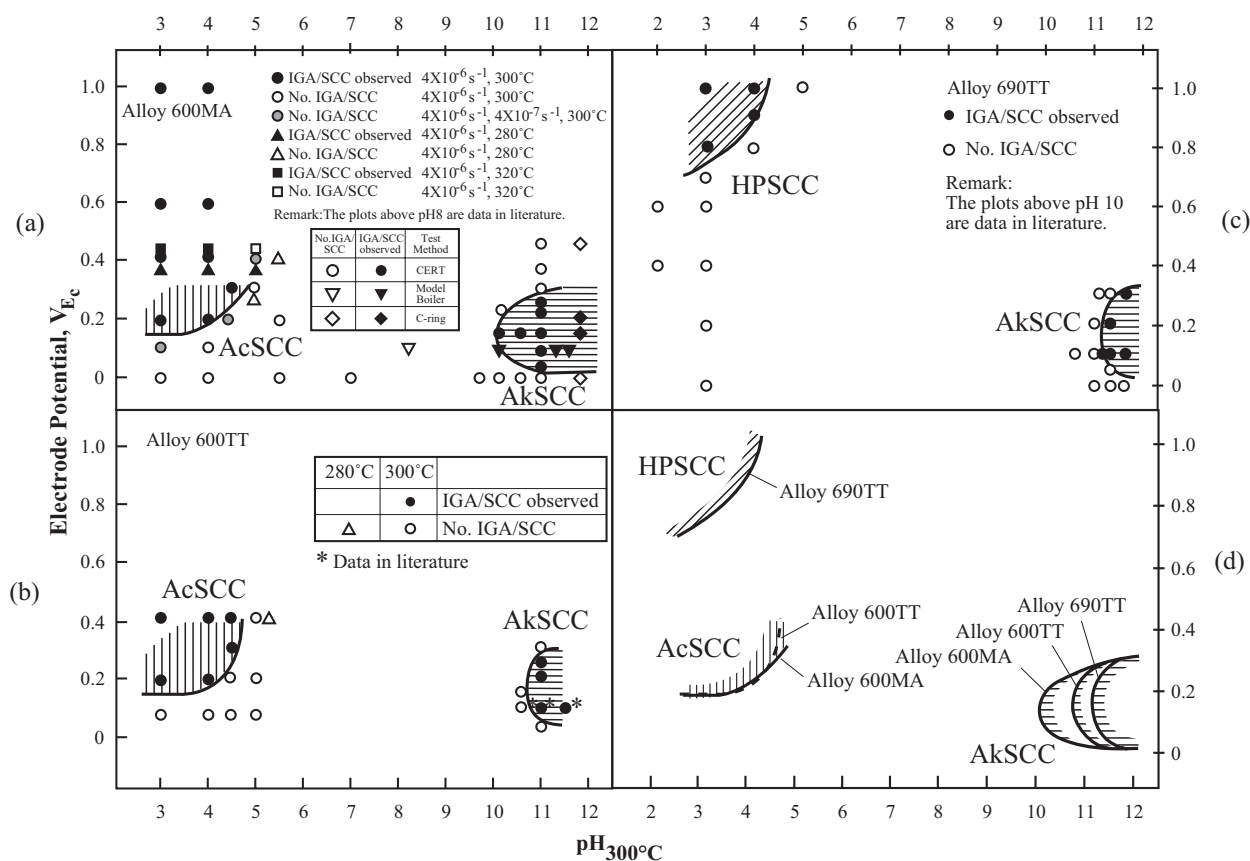 3 4 5 6 7 8 9 10 11 12
2 3 4 5 6 7 8 9 10 11 12
Electrode Potential, V_Ec
(a)
1.0
0.8
0.6
0.4
0.2
0
Alloy 600MA
IGA/SCC observed 4X10⁻⁶s⁻¹, 300˚C
No. IGA/SCC 4X10⁻⁶s⁻¹, 300˚C
No. IGA/SCC 4X10⁻⁶s⁻¹, 4X10⁻⁷s⁻¹, 300˚C
IGA/SCC observed 4X10⁻⁶s⁻¹, 280˚C
No. IGA/SCC 4X10⁻⁶s⁻¹, 280˚C
IGA/SCC observed 4X10⁻⁶s⁻¹, 320˚C
No. IGA/SCC 4X10⁻⁶s⁻¹, 320˚C
Remark:The plots above pH8 are data in literature.
No.IGA/ IGA/SCC Test
SCC observed Method
CERT
Model
Boiler
C-ring
AcSCC
AkSCC
(c)
Alloy 690TT
IGA/SCC observed
No. IGA/SCC
Remark:
The plots above pH 10
are data in literature.
HPSCC
AkSCC
1.0
0.8
0.6
0.4
0.2
0
(b)
1.0
0.8
0.6
0.4
0.2
0
Alloy 600TT
280˚C 300˚C
IGA/SCC observed
No. IGA/SCC
* Data in literature
AcSCC
AkSCC
* * *
(d)
HPSCC
Alloy 690TT
AcSCC
Alloy 600TT
Alloy 600MA
Alloy 690TT
Alloy 600TT
Alloy 600MA
AkSCC
1.0
0.8
0.6
0.4
0.2
0
3 4 5 6 7 8 9 10 11 12
2 3 4 5 6 7 8 9 10 11 12
pH300°C